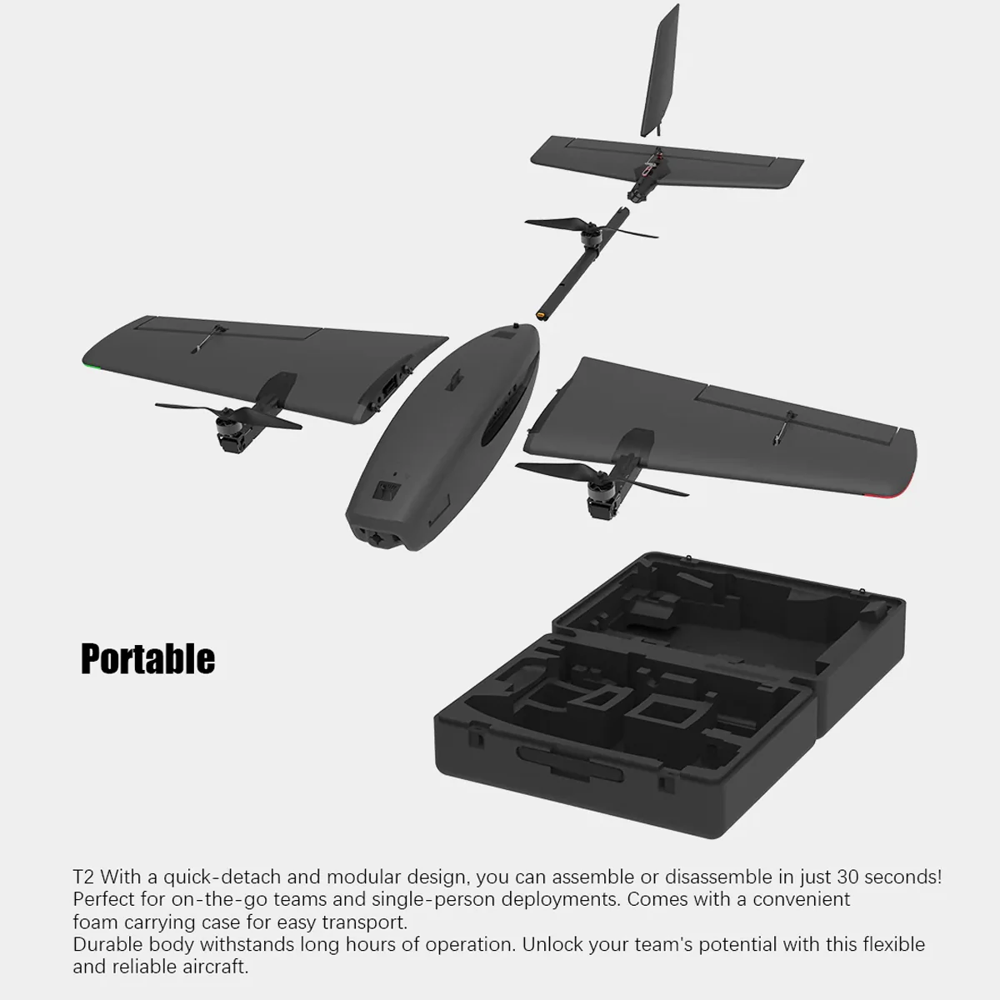 Portable
T2 With a quick-detach and modular design, you can assemble or disassemble in just 30 seconds!
Perfect for on-the-go teams and single-person deployments. Comes with a convenient
foam carrying case for easy transport.
Durable body withstands long hours of operation. Unlock your team's potential with this flexible
and reliable aircraft.